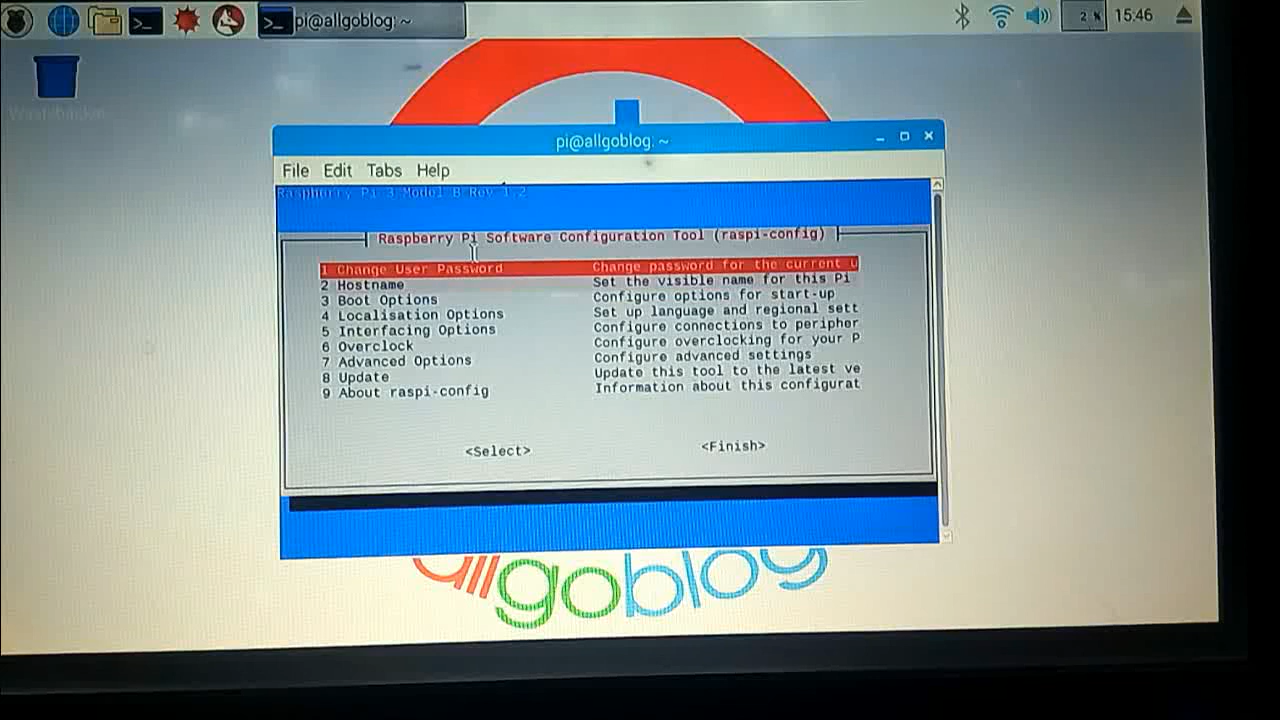 pi@allgoblog: ~
2 %
15:46
pi@allgoblog: ~
File Edit Tabs Help
Raspberry Pi 3 Model B Rev 1.2
Raspberry Pi Software Configuration Tool (raspi-config)
1 Change User Password Change password for the current u
2 Hostname Set the visible name for this Pi
3 Boot Options Configure options for start-up
4 Localisation Options Set up language and regional sett
5 Interfacing Options Configure connections to peripher
6 Overclock Configure overclocking for your P
7 Advanced Options Configure advanced settings
8 Update Update this tool to the latest ve
9 About raspi-config Information about this configurat
<Select> <Finish>
allgoblog